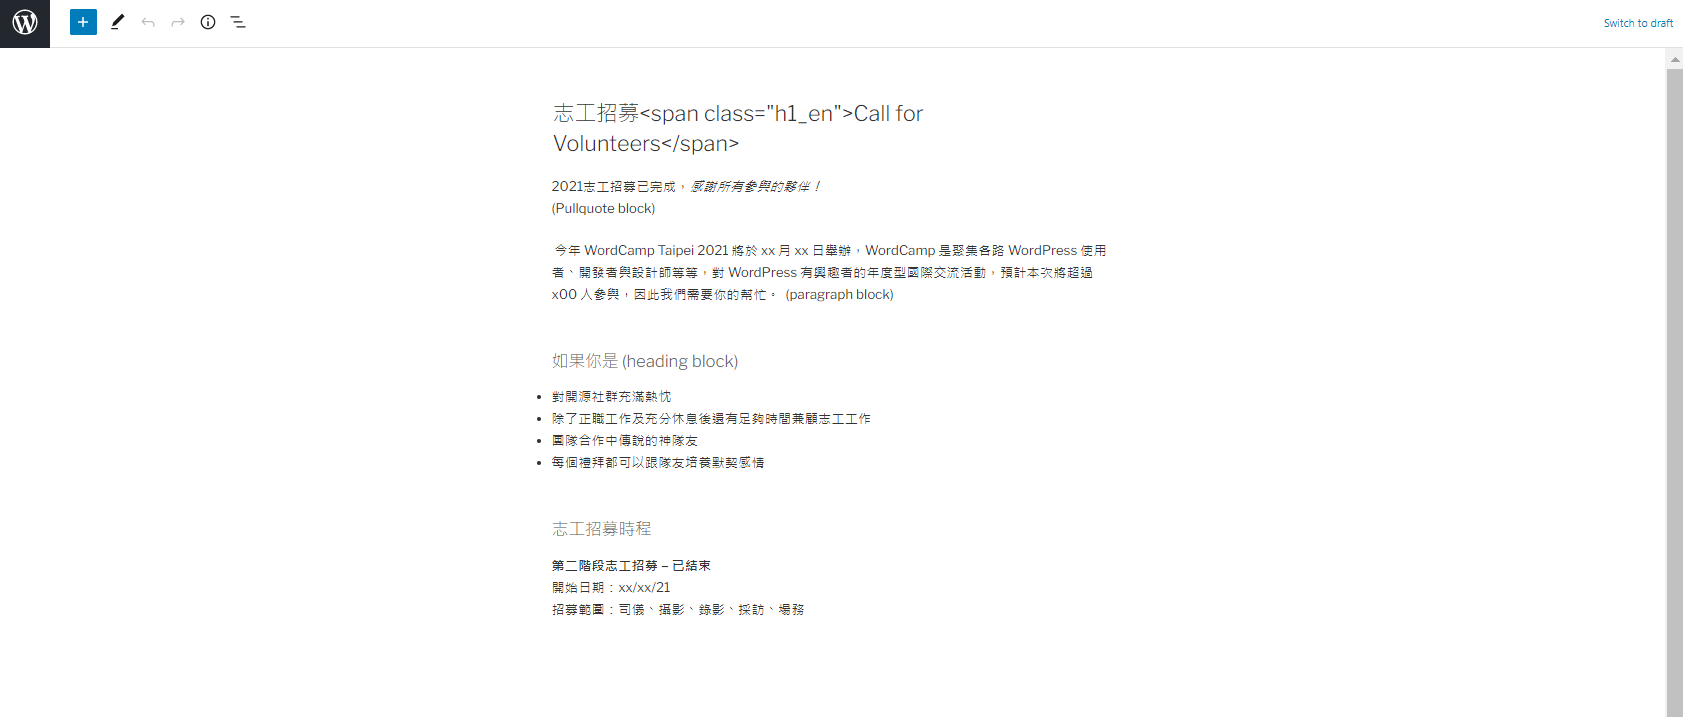 Switch to draft
志工招募<span class="h1_en">Call for
Volunteers</span>
2021志工招募已完成，感謝所有參與的夥伴！
(Pullquote block)
今年 WordCamp Taipei 2021 將於 xx 月 xx 日舉辦，WordCamp 是聚集各路 WordPress 使用
者、開發者與設計師等等，對 WordPress 有興趣者的年度型國際交流活動，預計本次將超過
x00 人參與，因此我們需要你的幫忙。 (paragraph block)
如果你是 (heading block)
• 對開源社群充滿熱忱
• 除了正職工作及充分休息後還有足夠時間兼顧志工工作
• 團隊合作中傳說的神隊友
• 每個禮拜都可以跟隊友培養默契感情
志工招募時程
第二階段志工招募 – 已結束
開始日期：xx/xx/21
招募範圍：司儀、攝影、錄影、採訪、場務